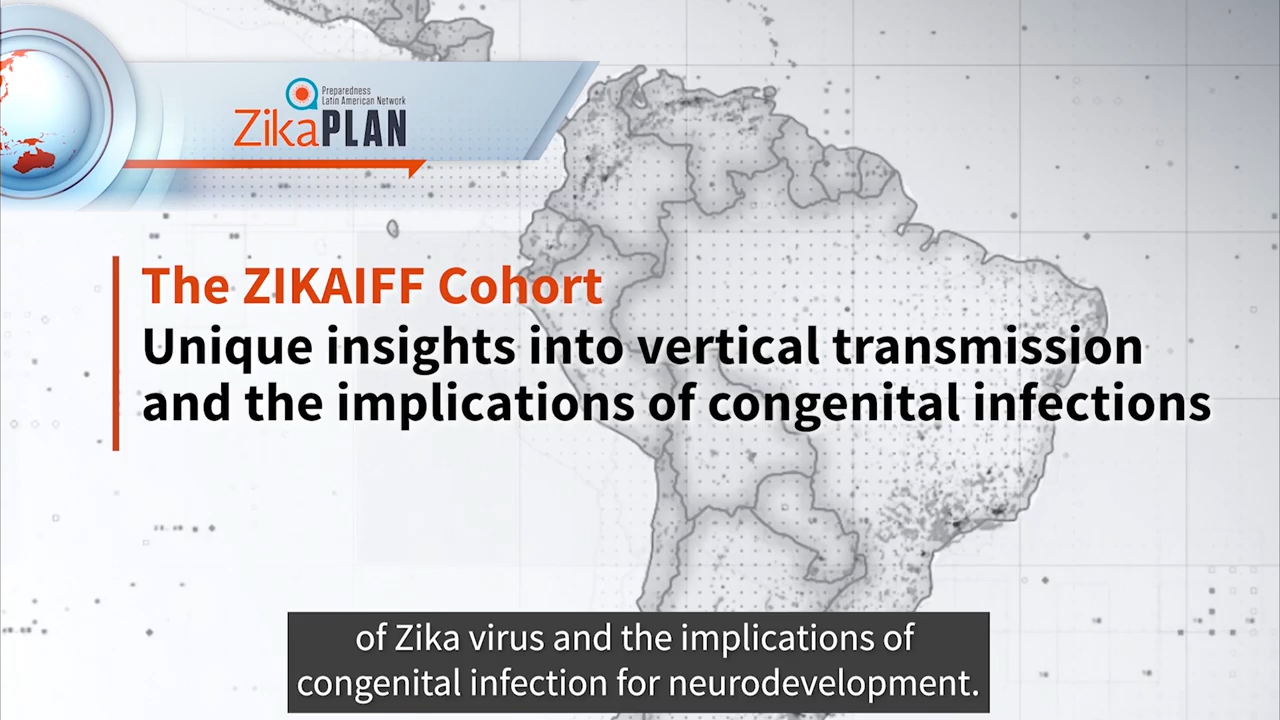 Preparedness
Latin American Network
ZikaPLAN
The ZIKAIFF Cohort
Unique insights into vertical transmission
and the implications of congenital infections
of Zika virus and the implications of
congenital infection for neurodevelopment.